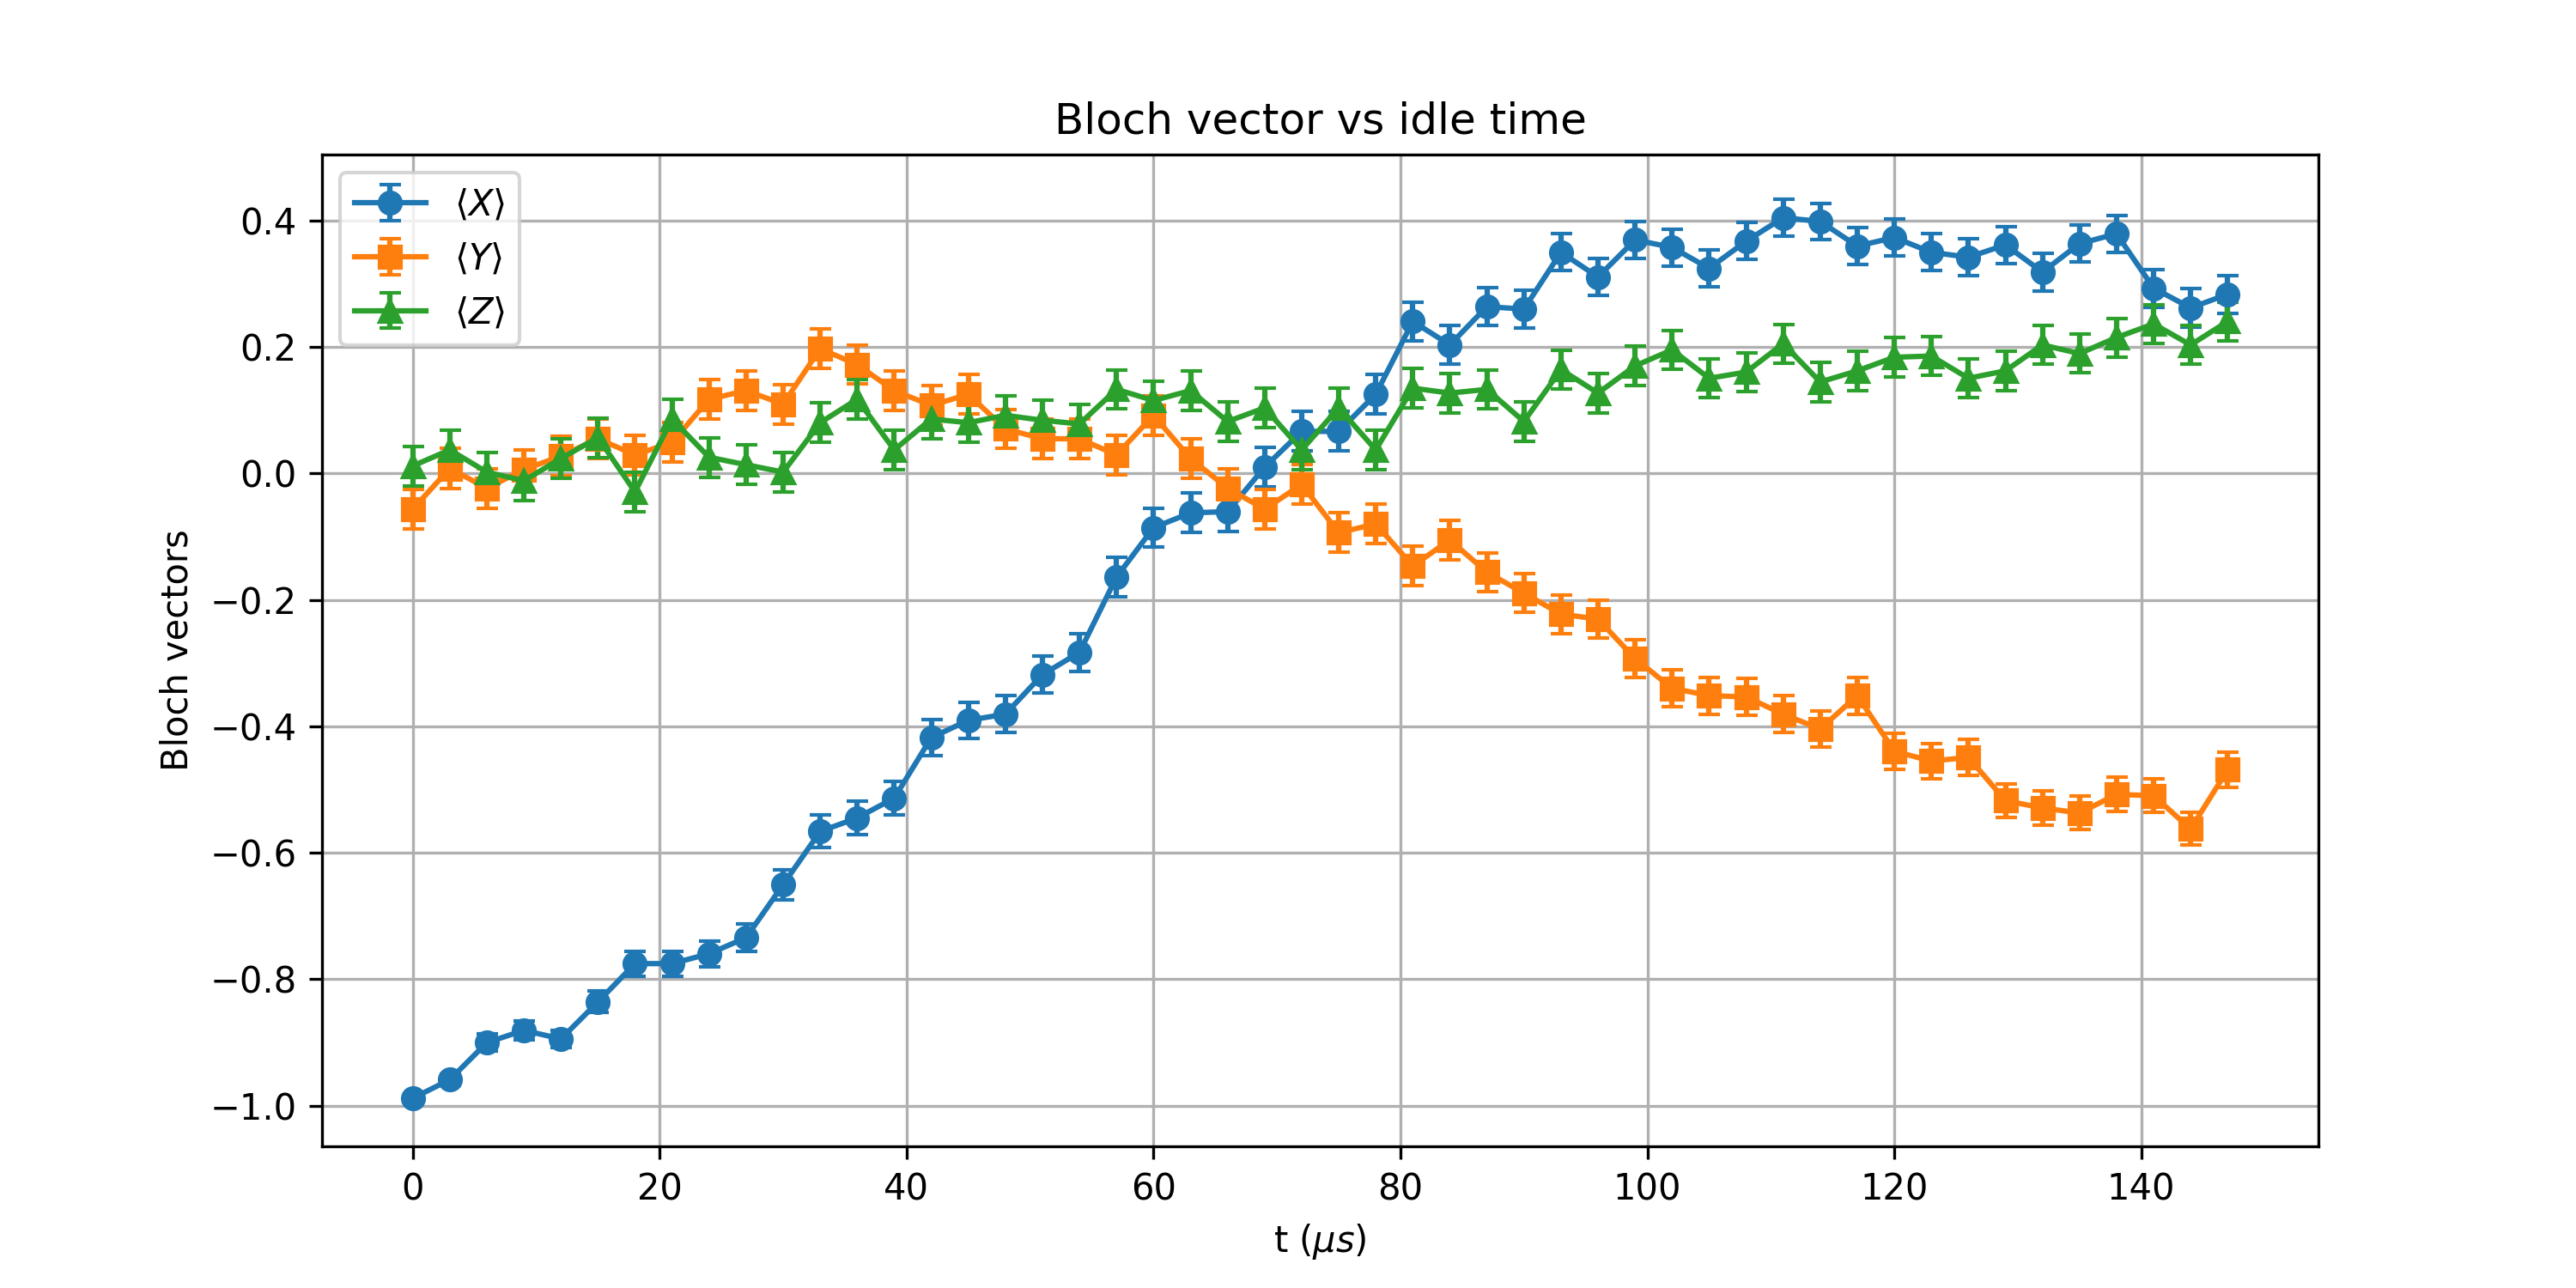 Bloch vector vs idle time
⟨X⟩
⟨Y⟩
⟨Z⟩
Bloch vectors
0.4
0.2
0.0
−0.2
−0.4
−0.6
−0.8
−1.0
0 20 40 60 80 100 120 140
t (μs)